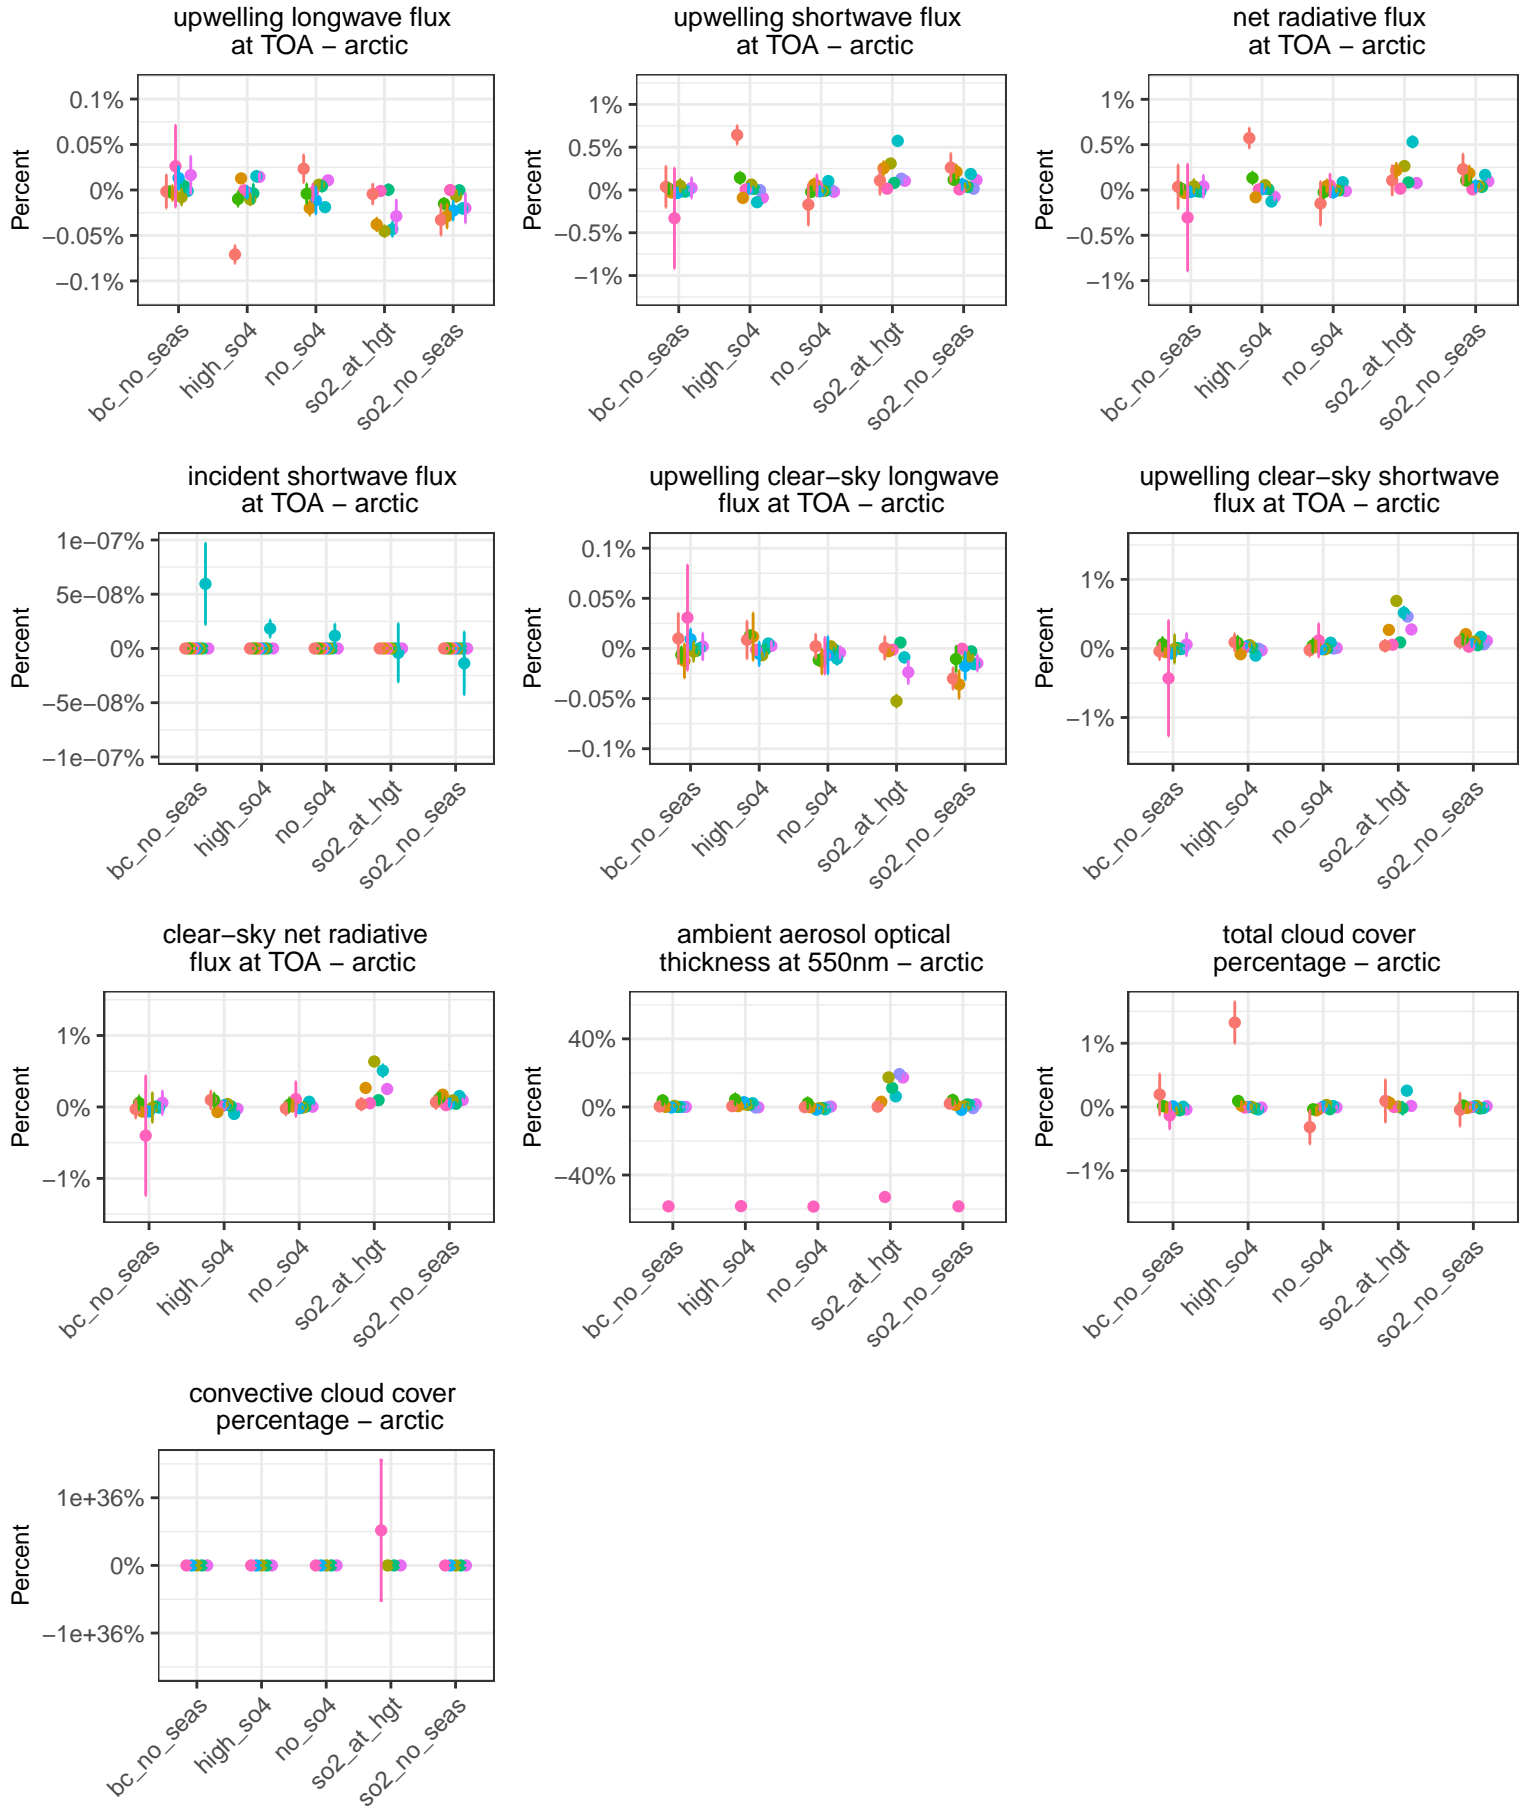 upwelling longwave flux
at TOA − arctic
Percent
0.1%
0.05%
0%
−0.05%
−0.1%
bc_no_seas
high_so4
no_so4
so2_at_hgt
so2_no_seas
upwelling shortwave flux
at TOA − arctic
Percent
1%
0.5%
0%
−0.5%
−1%
bc_no_seas
high_so4
no_so4
so2_at_hgt
so2_no_seas
net radiative flux
at TOA − arctic
Percent
1%
0.5%
0%
−0.5%
−1%
bc_no_seas
high_so4
no_so4
so2_at_hgt
so2_no_seas
incident shortwave flux
at TOA − arctic
Percent
1e−07%
5e−08%
0%
−5e−08%
−1e−07%
bc_no_seas
high_so4
no_so4
so2_at_hgt
so2_no_seas
upwelling clear−sky longwave
flux at TOA − arctic
Percent
0.1%
0.05%
0%
−0.05%
−0.1%
bc_no_seas
high_so4
no_so4
so2_at_hgt
so2_no_seas
upwelling clear−sky shortwave
flux at TOA − arctic
Percent
1%
0%
−1%
bc_no_seas
high_so4
no_so4
so2_at_hgt
so2_no_seas
clear−sky net radiative
flux at TOA − arctic
Percent
1%
0%
−1%
bc_no_seas
high_so4
no_so4
so2_at_hgt
so2_no_seas
ambient aerosol optical
thickness at 550nm − arctic
Percent
40%
0%
−40%
bc_no_seas
high_so4
no_so4
so2_at_hgt
so2_no_seas
total cloud cover
percentage − arctic
Percent
1%
0%
−1%
bc_no_seas
high_so4
no_so4
so2_at_hgt
so2_no_seas
convective cloud cover
percentage − arctic
Percent
1e+36%
0%
−1e+36%
bc_no_seas
high_so4
no_so4
so2_at_hgt
so2_no_seas